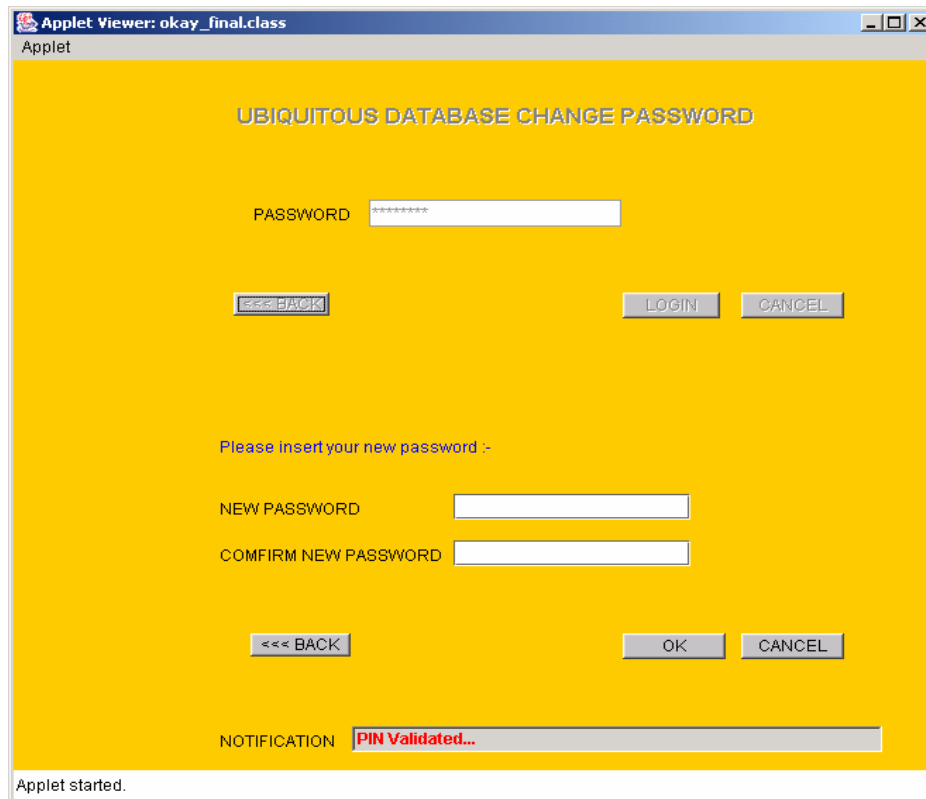 Applet Viewer: okay_final.class
Applet
UBIQUITOUS DATABASE CHANGE PASSWORD
PASSWORD ********
<<< BACK LOGIN CANCEL
Please insert your new password :-
NEW PASSWORD
COMFIRM NEW PASSWORD
<<< BACK OK CANCEL
NOTIFICATION PIN Validated...
Applet started.